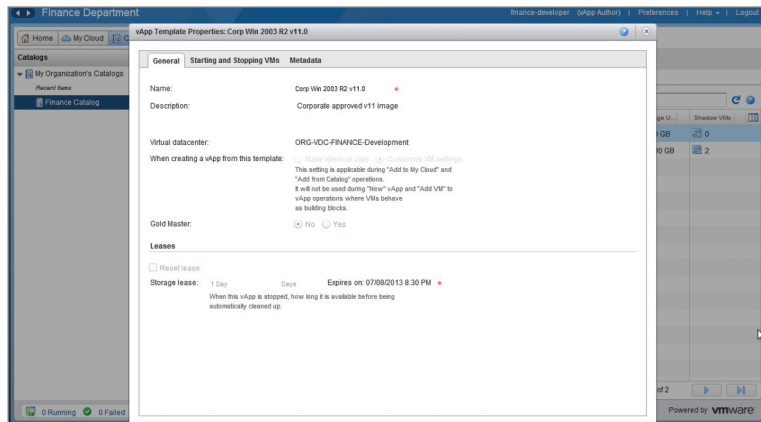 Finance Department
finance-developer (vApp Author) | Preferences | Help | Logout
Home My Cloud C
vApp Template Properties: Corp Win 2003 R2 v11.0
Catalogs
My Organization's Catalogs
Recent Items
Finance Catalog
General Starting and Stopping VMs Metadata
Name: Corp Win 2003 R2 v11.0 *
Description: Corporate approved v11 image
Virtual datacenter: ORG-VDC-FINANCE-Development
When creating a vApp from this template: Make identical copy Customize VM settings
This setting is applicable during "Add to My Cloud" and
"Add from Catalog" operations.
It will not be used during "New" vApp and "Add VM" to
vApp operations where VMs behave
as building blocks.
Gold Master: No Yes
Leases
Reset lease
Storage lease: 1 Day Days Expires on: 07/08/2013 8:30 PM *
When this vApp is stopped, how long it is available before being
automatically cleaned up.
ge U... Shadow VMs
GB 0
0 GB 2
of 2
0 Running 0 Failed
Powered by vmware